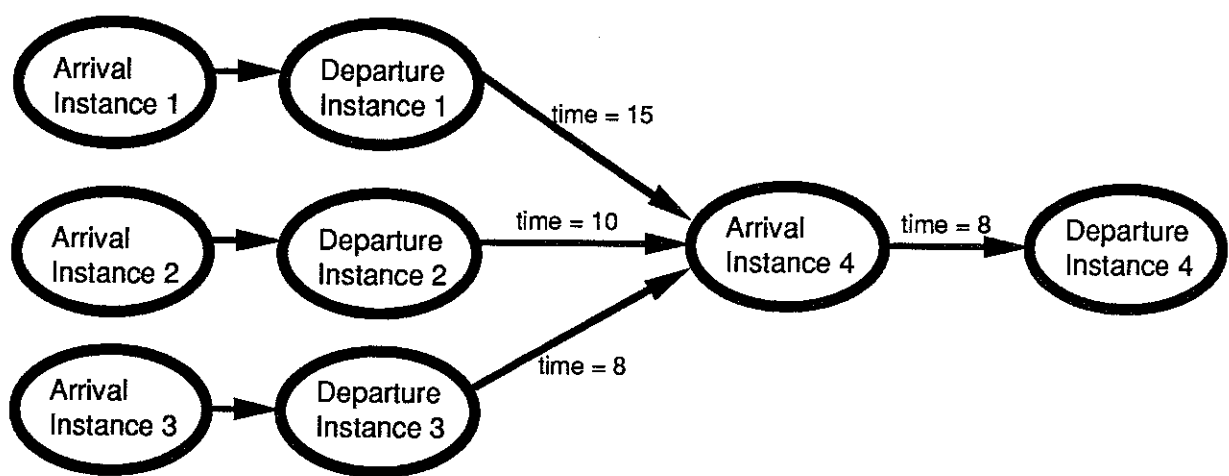 Arrival
Instance 1
Departure
Instance 1
time = 15
Arrival
Instance 2
Departure
Instance 2
time = 10
Arrival
Instance 4
time = 8
Departure
Instance 4
Arrival
Instance 3
Departure
Instance 3
time = 8